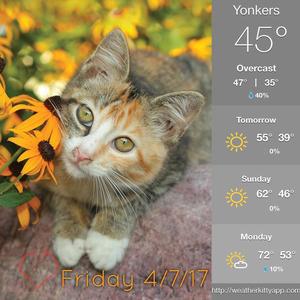 Yonkers
45°
Overcast
47° | 35°
40%
Tomorrow
55° 39°
0%
Sunday
62° 46°
0%
Monday
72° 53°
10%
Friday 4/7/17
http://weatherkittyapp.com